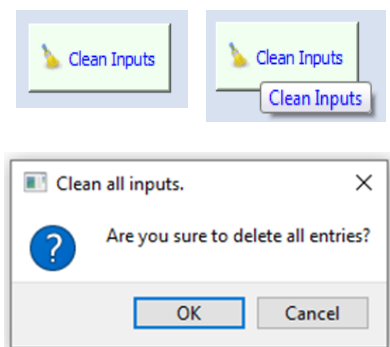 Clean Inputs
Clean Inputs
Clean Inputs
Clean all inputs.
Are you sure to delete all entries?
OK
Cancel